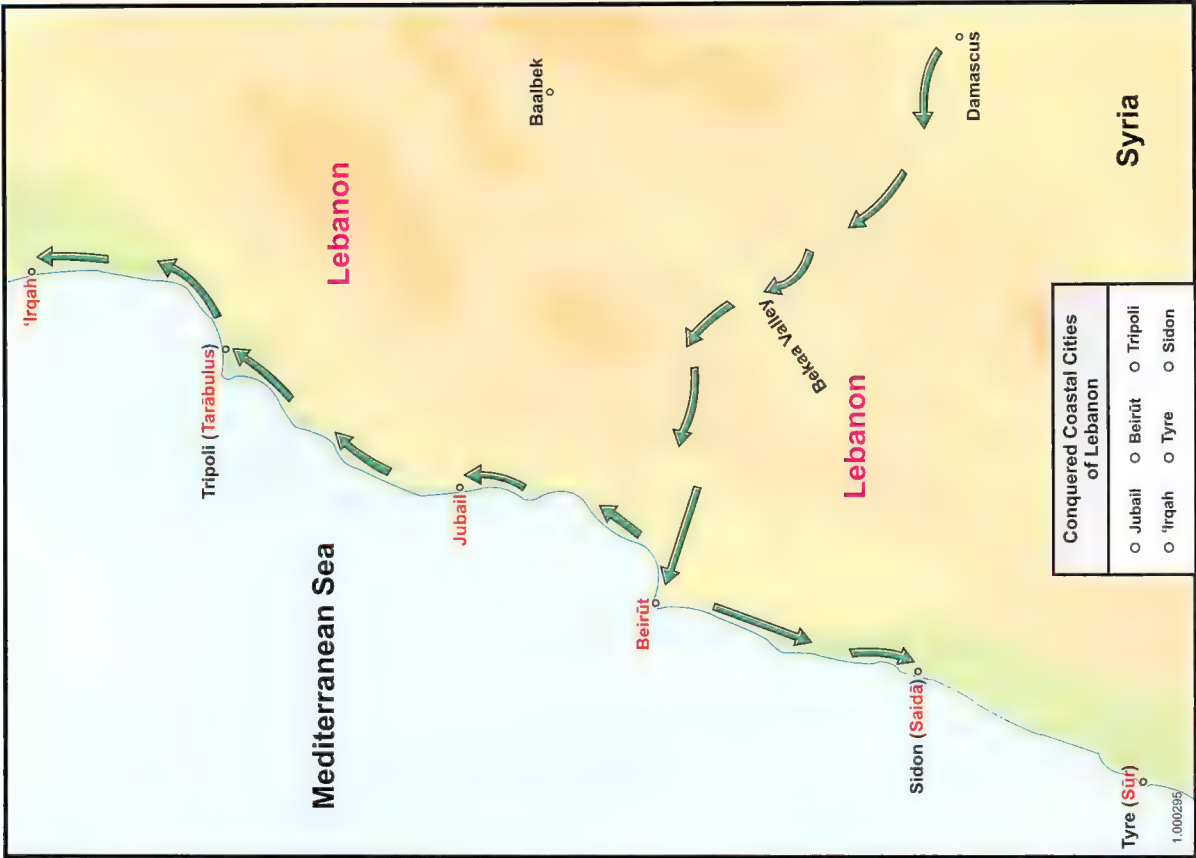 'Irqah
Tripoli (Tarābulus)
Lebanon
Baalbek
Damascus
Syria
Jubail
Mediterranean Sea
Beirūt
Bekaa Valley
Lebanon
Sidon (Saidā)
Tyre (Sūr)
Conquered Coastal Cities
of Lebanon
Jubail Beirūt Tripoli
'Irqah Tyre Sidon
1.000295